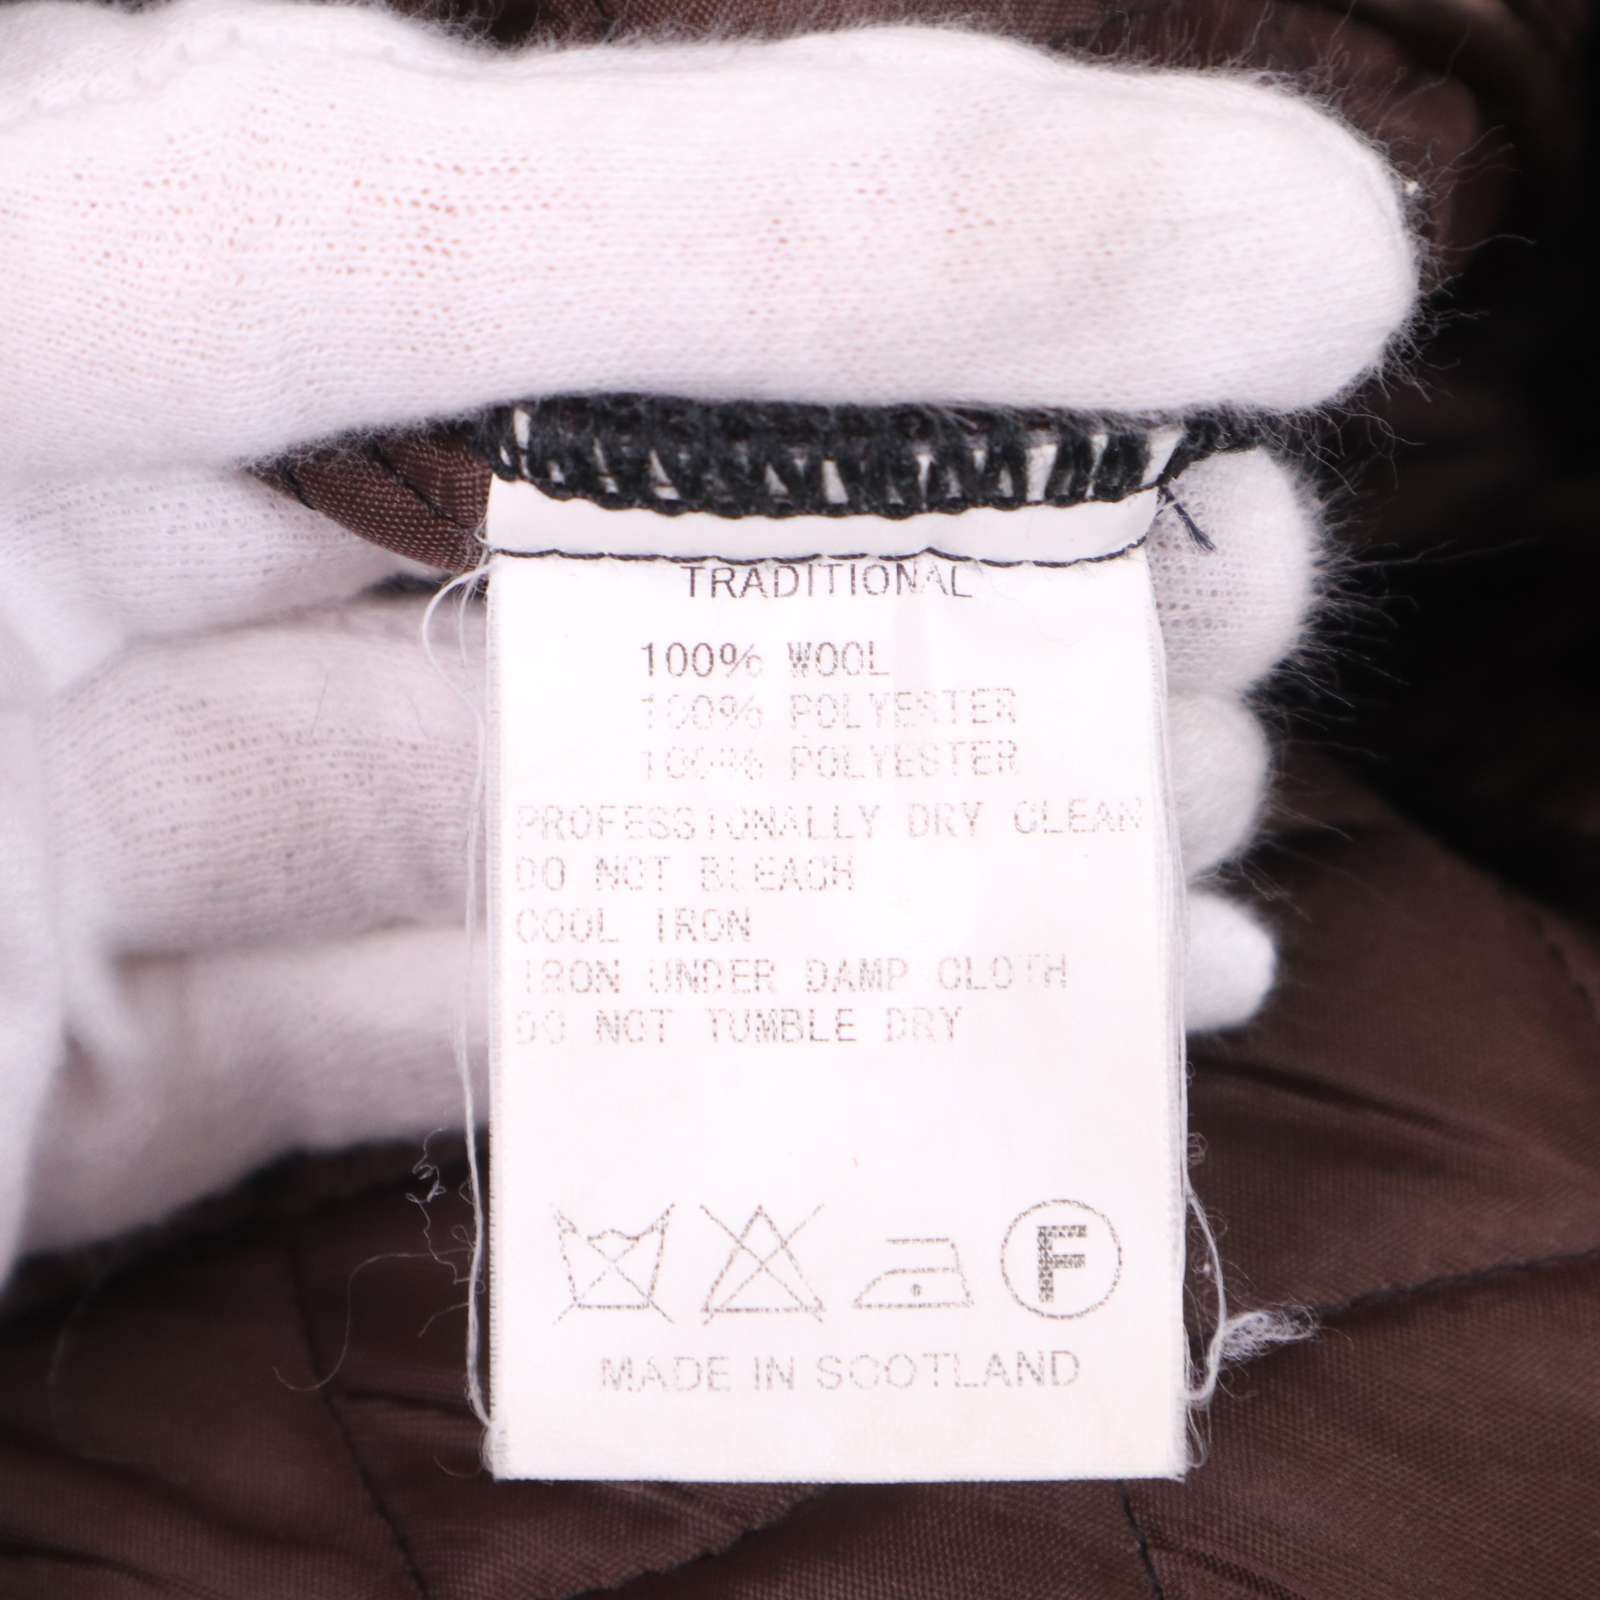 TRADITIONAL
100% WOOL
100% POLYESTER
100% POLYESTER
PROFESSIONALLY DRY CLEAN
DO NOT BLEACH
COOL IRON
IRON UNDER DAMP CLOTH
DO NOT TUMBLE DRY
F
MADE IN SCOTLAND